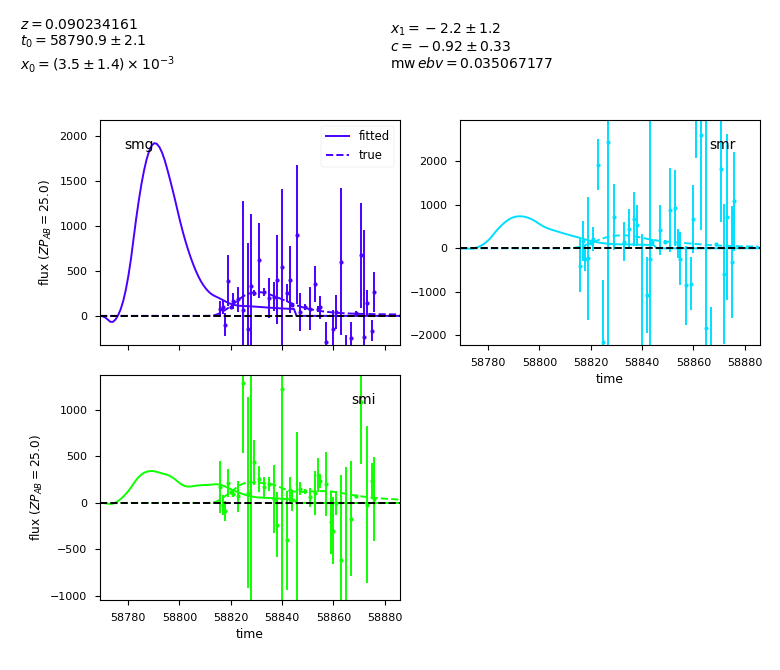 z = 0.090234161
t₀ = 58790.9 ± 2.1
x₀ = (3.5 ± 1.4) × 10⁻³
x₁ = −2.2 ± 1.2
c = −0.92 ± 0.33
mw ebv = 0.035067177
smg
fitted
true
2000
1500
1000
500
0
flux (ZP_AB = 25.0)
smr
2000
1000
0
−1000
−2000
58780 58800 58820 58840 58860 58880
time
smi
1000
500
0
−500
−1000
flux (ZP_AB = 25.0)
58780 58800 58820 58840 58860 58880
time